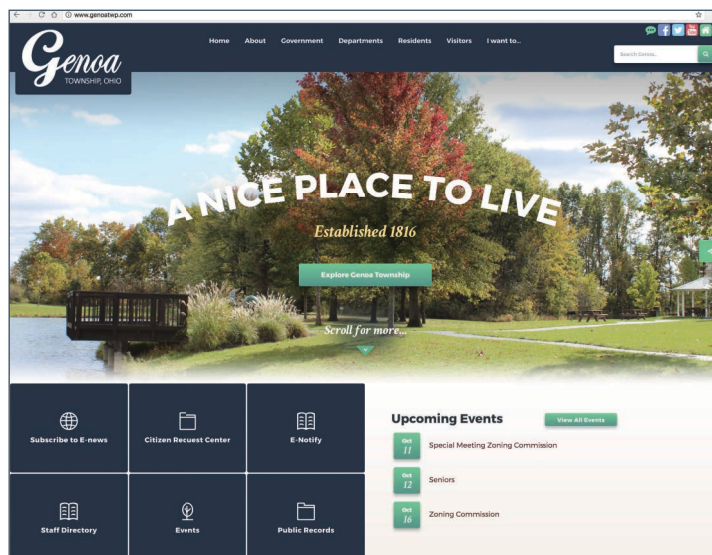 www.genoatwp.com
Genoa
TOWNSHIP, OHIO
Home About Government Departments Residents Visitors I want to...
Search Genoa...
A NICE PLACE TO LIVE
Established 1816
Explore Genoa Township
Scroll for more...
Subscribe to E-news
Citizen Recuest Center
E-Notify
Staff Directory
Events
Public Records
Upcoming Events
View All Events
Oct
11
Special Meeting Zoning Commission
Oct
12
Seniors
Oct
16
Zoning Commission